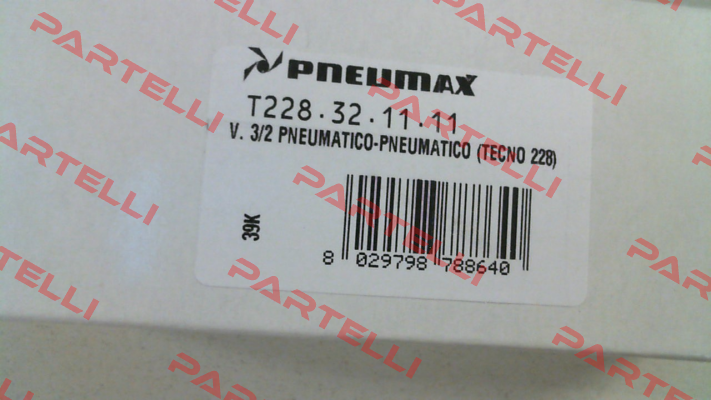 PNEUMAX
T228.32.11.11
V. 3/2 PNEUMATICO-PNEUMATICO (TECNO 228)
39K
8 029798 788640
PARTELLI
PARTELLI
PARTELLI
PARTELLI
PARTELLI
PARTELLI
PARTELLI
PARTELLI
PARTELLI
PARTELLI